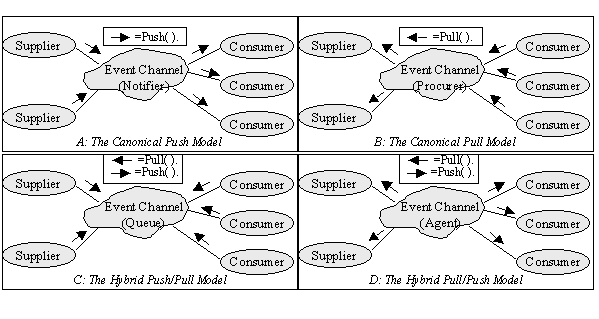 =Push().
Supplier
Consumer
Event Channel
(Notifier)
Consumer
Supplier
Consumer
A: The Canonical Push Model
=Pull().
Supplier
Consumer
Event Channel
(Procurer)
Consumer
Supplier
Consumer
B: The Canonical Pull Model
=Pull().
=Push().
Supplier
Consumer
Event Channel
(Queue)
Consumer
Supplier
Consumer
C: The Hybrid Push/Pull Model
=Pull().
=Push().
Supplier
Consumer
Event Channel
(Agent)
Consumer
Supplier
Consumer
D: The Hybrid Pull/Push Model